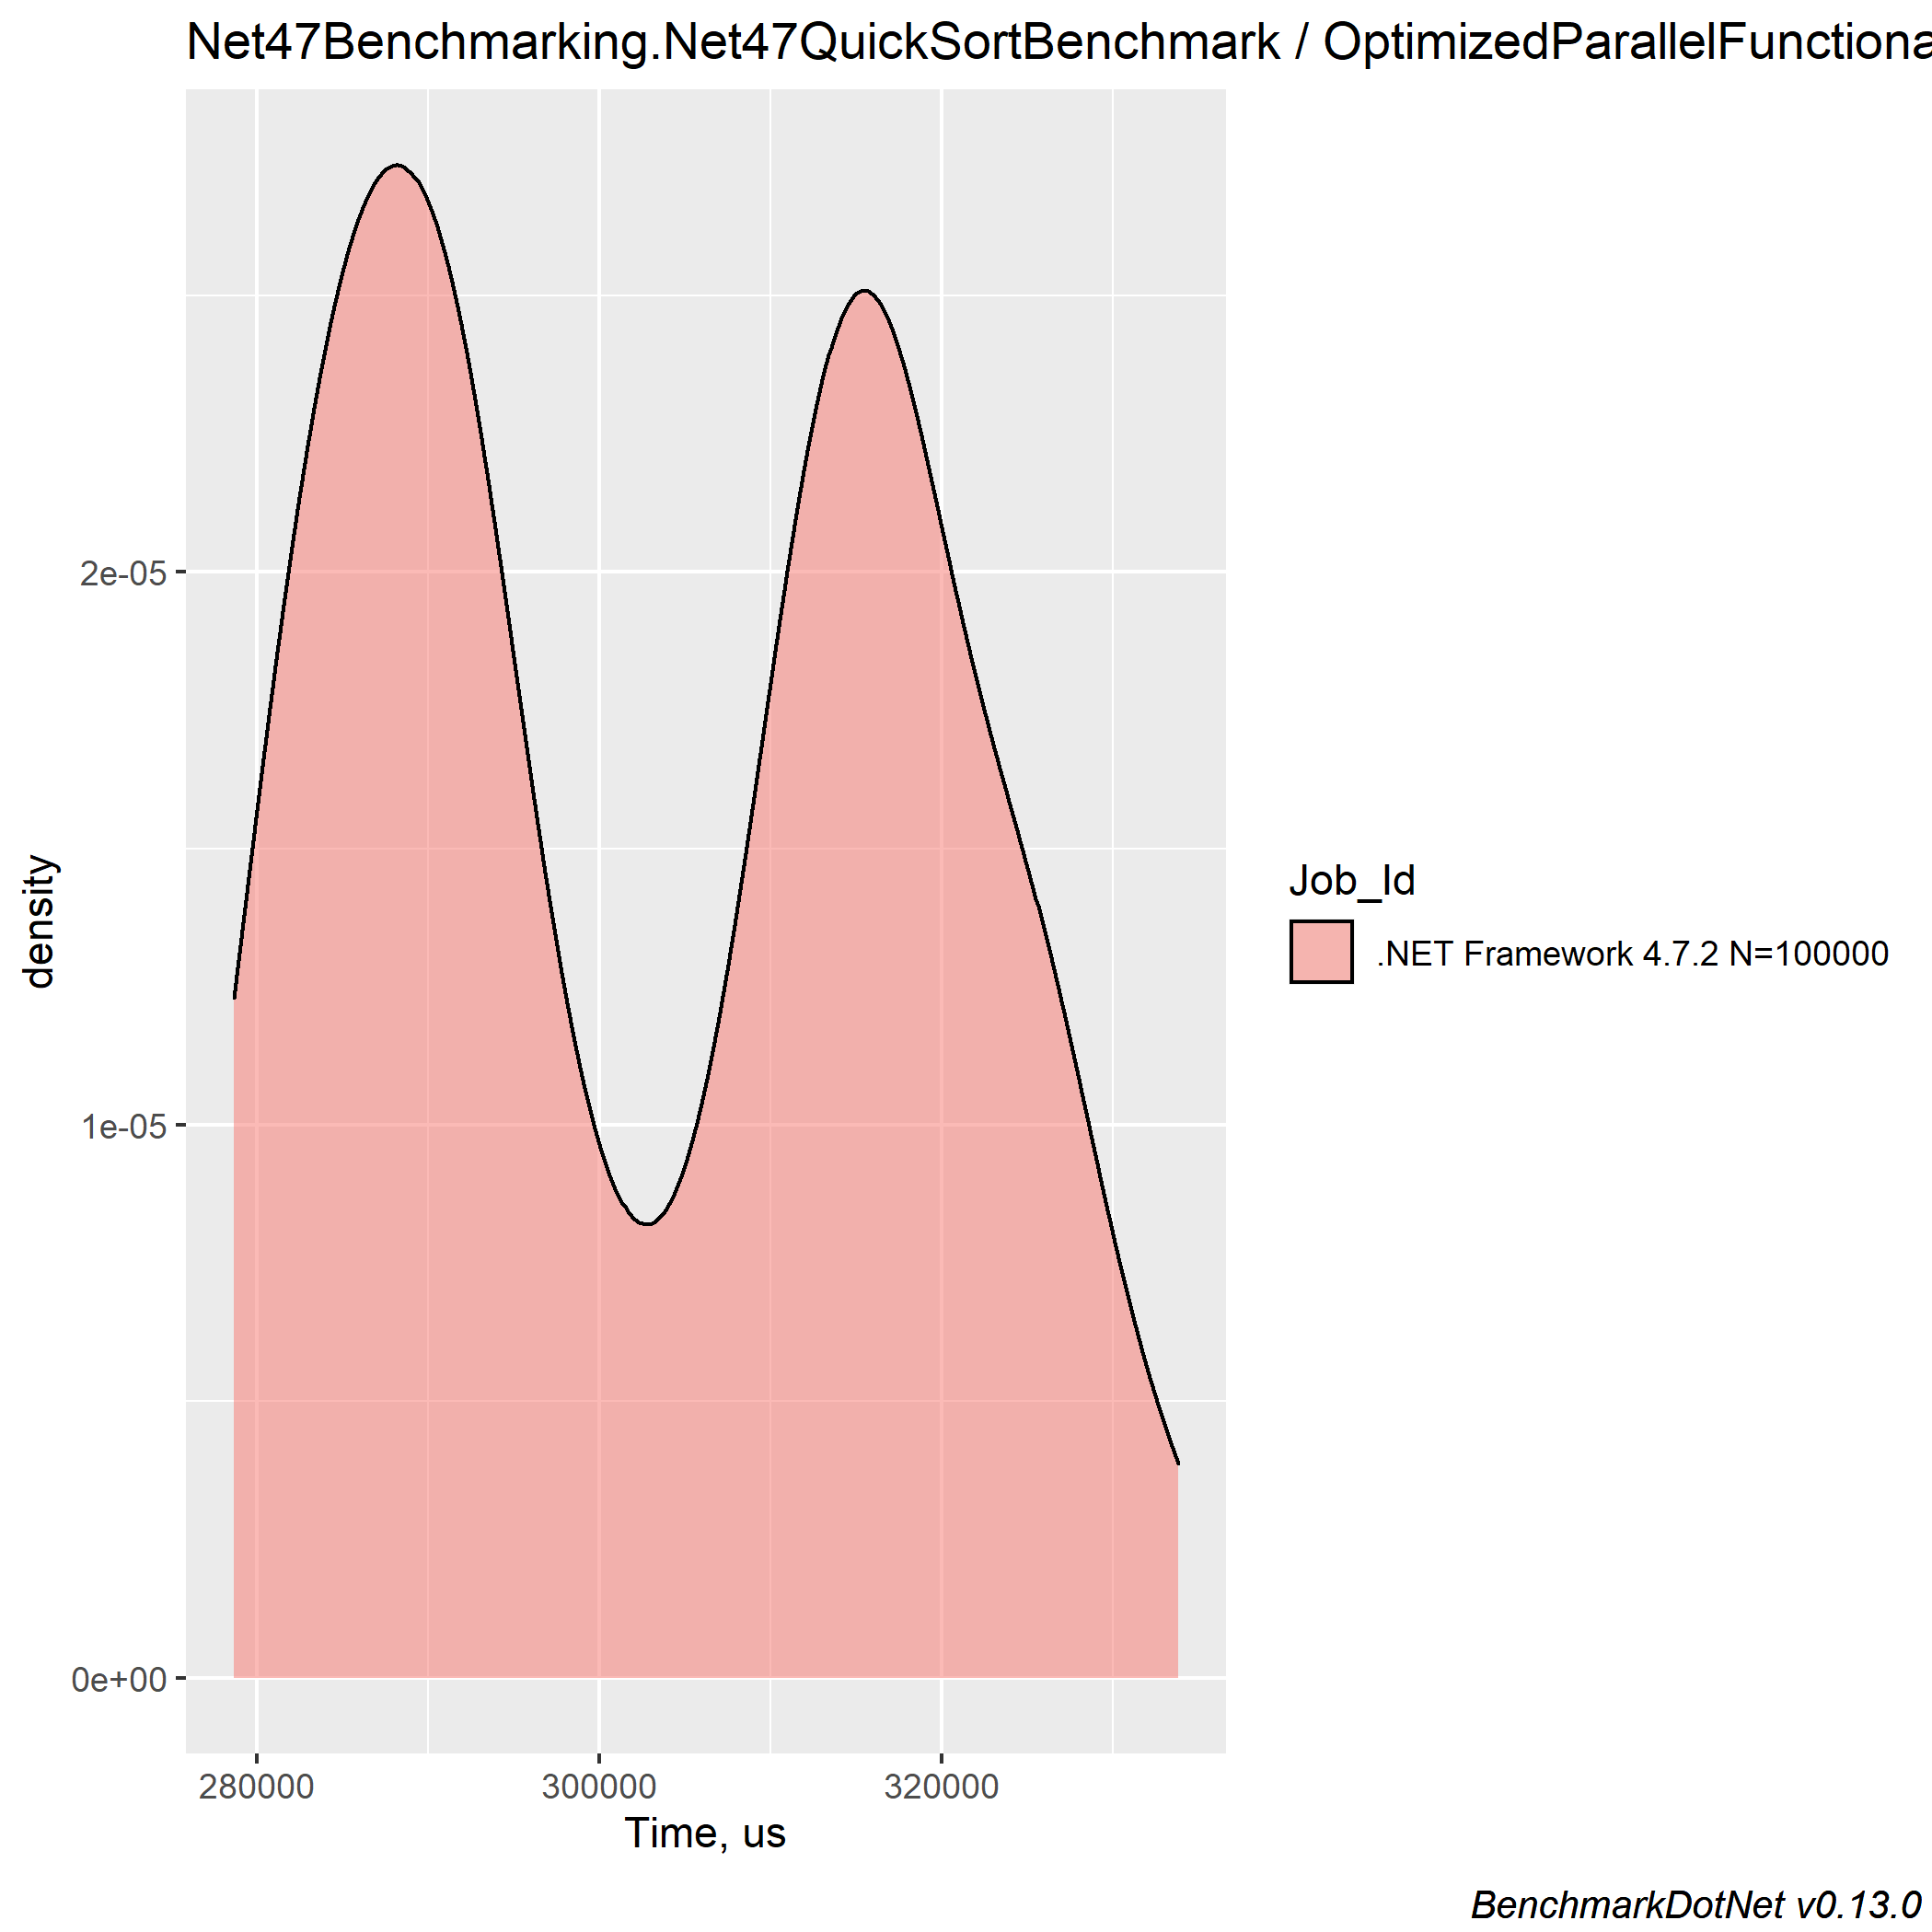 Net47Benchmarking.Net47QuickSortBenchmark / OptimizedParallelFunctiona
density
2e-05
1e-05
0e+00
280000 300000 320000
Time, us
Job_Id
.NET Framework 4.7.2 N=100000
BenchmarkDotNet v0.13.0